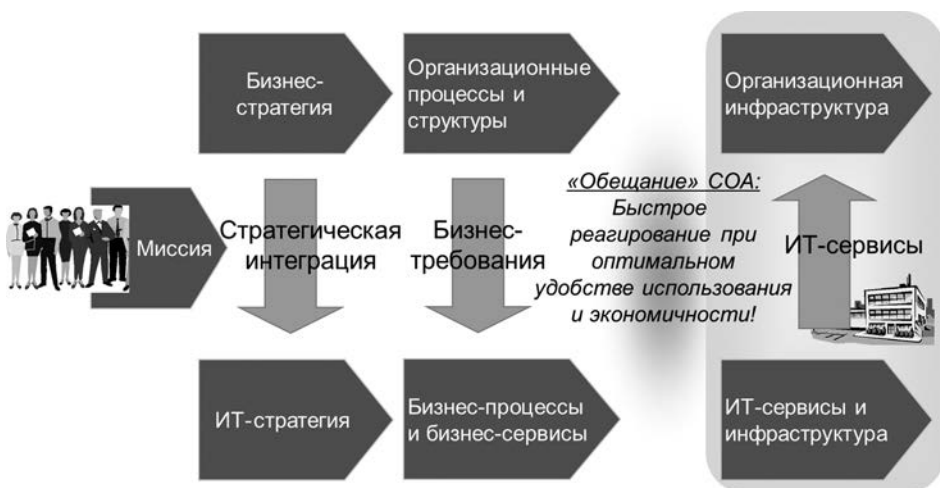 Бизнес-
стратегия
Организационные
процессы и
структуры
Организационная
инфраструктура
Миссия
Стратегическая
интеграция
Бизнес-
требования
«Обещание» СОА:
Быстрое
реагирование при
оптимальном
удобстве использования
и экономичности!
ИТ-сервисы
ИТ-стратегия
Бизнес-процессы
и бизнес-сервисы
ИТ-сервисы и
инфраструктура